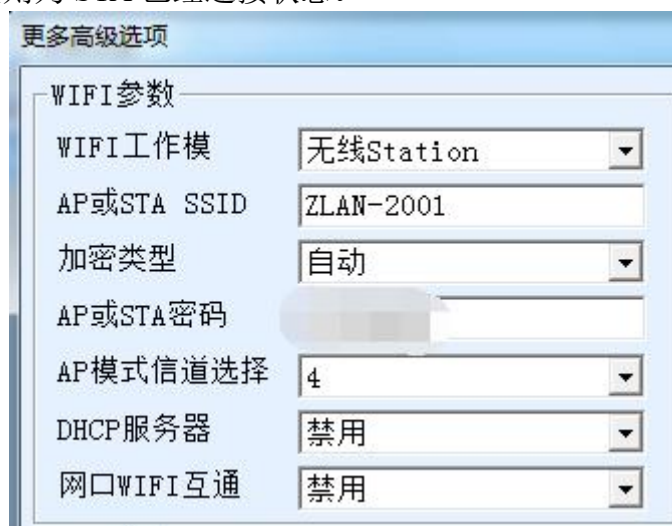 更多高级选项
WIFI参数
WIFI工作模 无线Station
AP或STA SSID ZLAN-2001
加密类型 自动
AP或STA密码
AP模式信道选择 4
DHCP服务器 禁用
网口WIFI互通 禁用